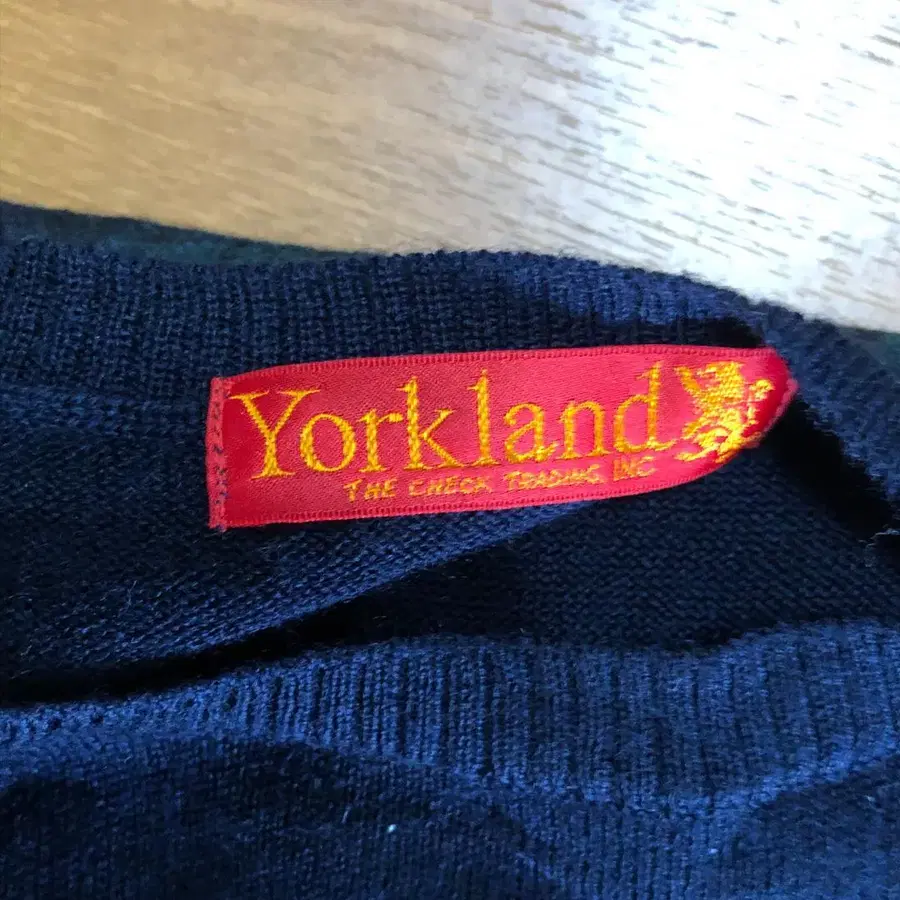 Yorkland
THE CHECK TRADING INC